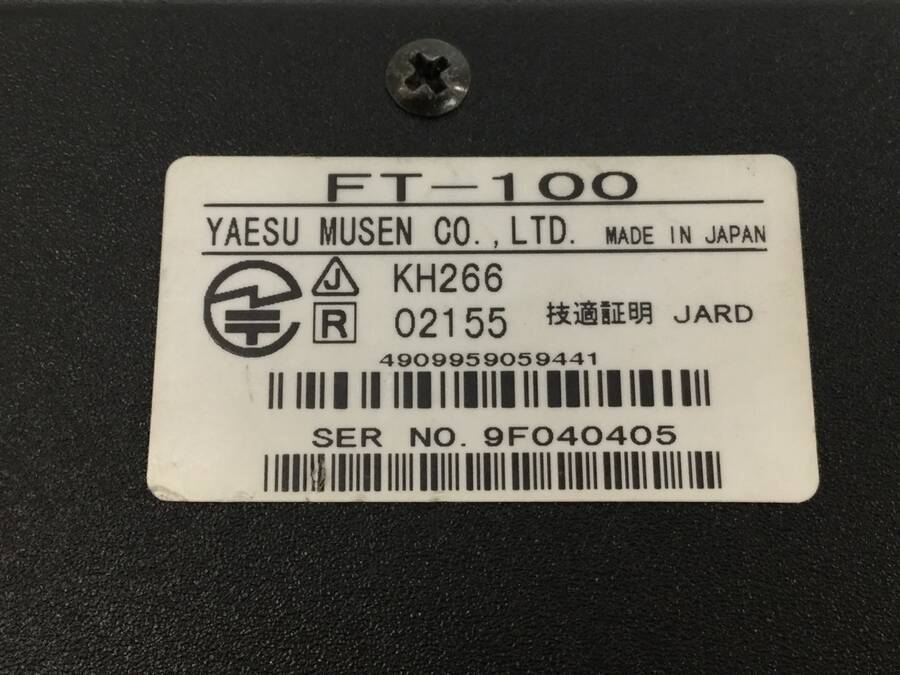 FT-100
YAESU MUSEN CO.,LTD. MADE IN JAPAN
J KH266
R 02155 技適証明 JARD
4909959059441
SER NO. 9F040405